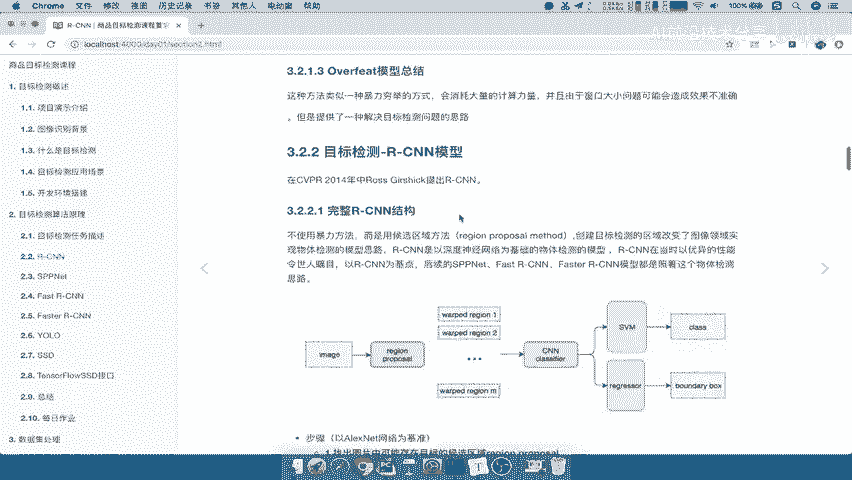 Chrome 文件 修改 视图 历史记录 书签 其他人 电动窗 帮助
100%
R-CNN | 商品目标检测课程算法
localhost:4000/day01/section2.html
商品目标检测课程
1. 目标检测概述
1.1. 项目演示介绍
1.2. 图像识别背景
1.3. 什么是目标检测
1.4. 目标检测应用场景
1.5. 开发环境搭建
2. 目标检测算法原理
2.1. 目标检测任务描述
2.2. R-CNN
2.3. SPPNet
2.4. Fast R-CNN
2.5. Faster R-CNN
2.6. YOLO
2.7. SSD
2.8. TensorFlowSSD接口
2.9. 总结
2.10. 每日作业
3. 数据集处理
3.2.1.3 Overfeat模型总结
这种方法类似一种暴力穷举的方式，会消耗大量的计算力量，并且由于窗口大小问题可能会造成效果不准确
，但是提供了一种解决目标检测问题的思路
3.2.2 目标检测-R-CNN模型
在CVPR 2014年中Ross Girshick提出R-CNN。
3.2.2.1 完整R-CNN结构
不使用暴力方法，而是用候选区域方法（region proposal method）,创建目标检测的区域改变了图像领域实
现物体检测的模型思路，R-CNN是以深度神经网络为基础的物体检测的模型，R-CNN在当时以优异的性能
令世人瞩目，以R-CNN为基点，后续的SPPNet、Fast R-CNN、Faster R-CNN模型都是照着这个物体检测
思路。
image
region
proposal
warped region 1
warped region 2
...
warped region m
CNN
classifier
SVM
class
regressor
boundary box
步骤（以AlexNet网络为基准）
1.找出图片中可能存在目标的候选区域region proposal